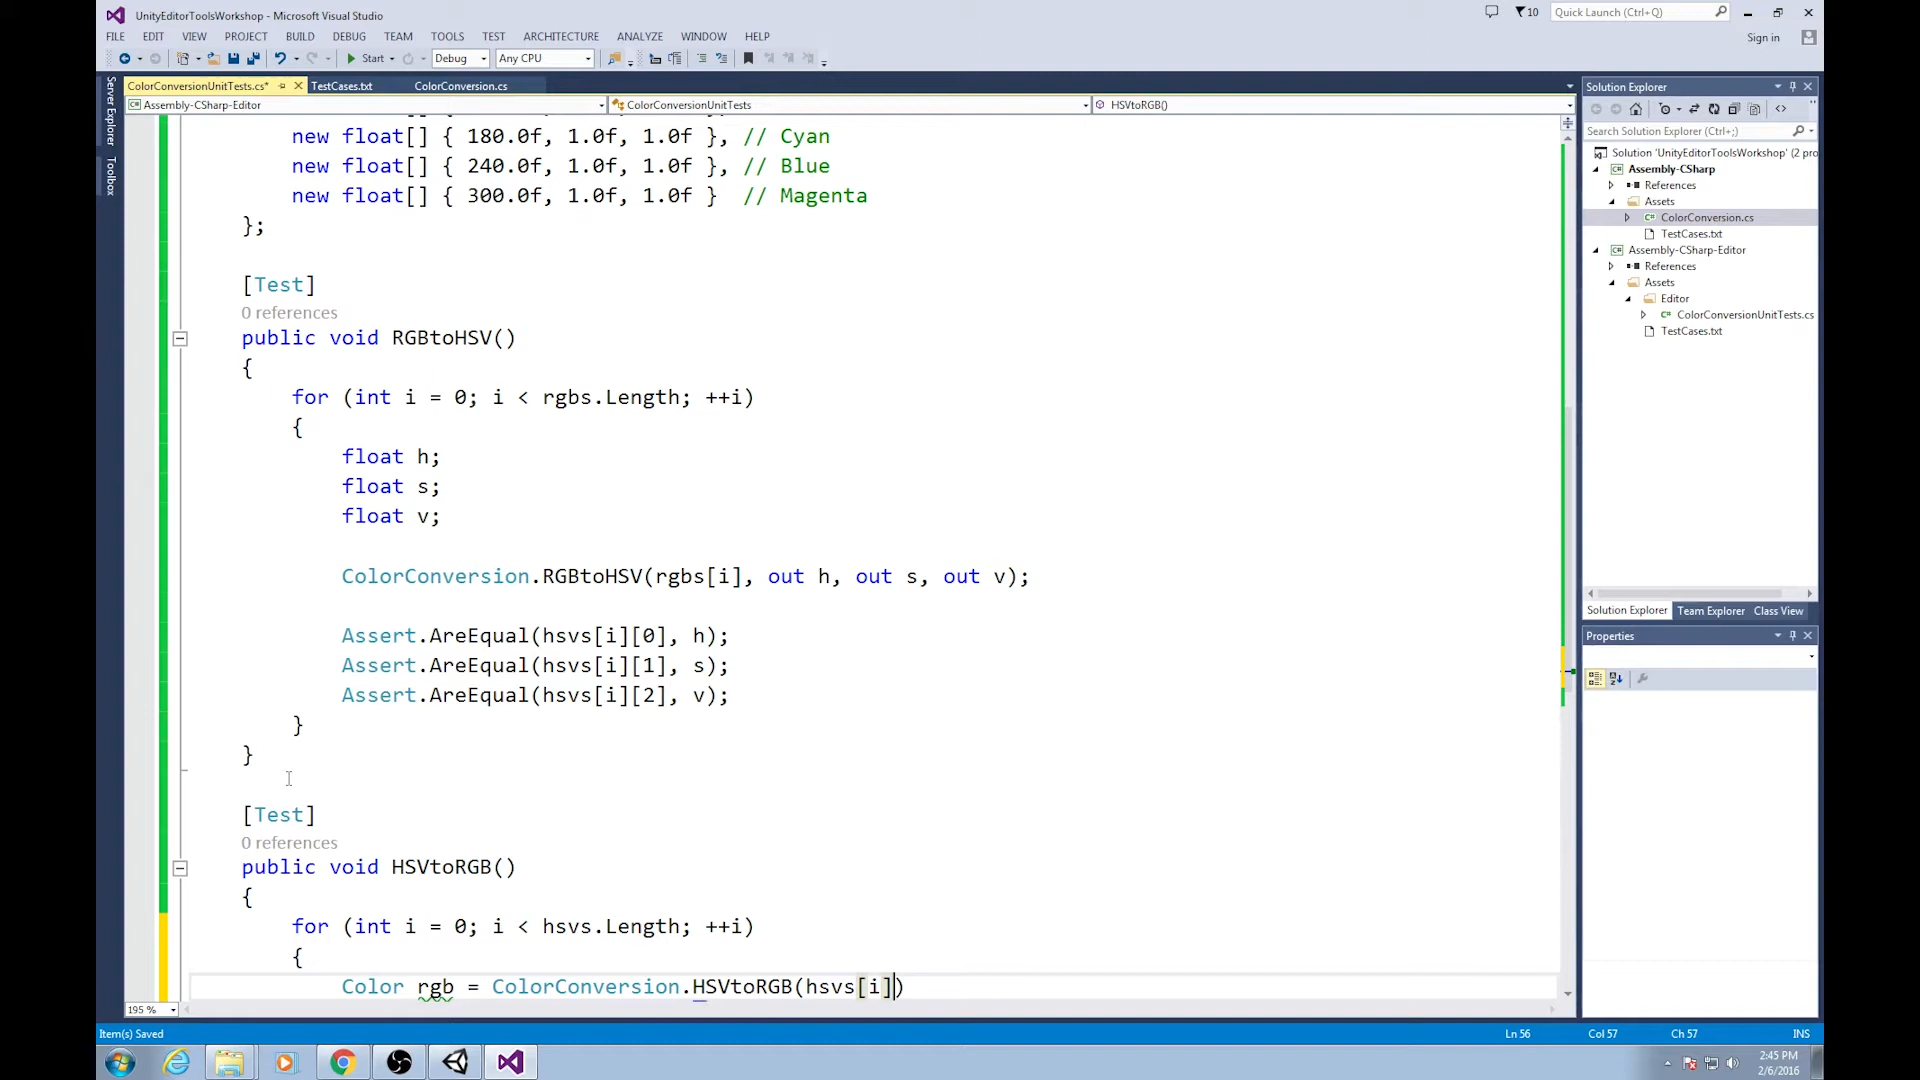 UnityEditorToolsWorkshop - Microsoft Visual Studio
10
Quick Launch (Ctrl+Q)
FILE EDIT VIEW PROJECT BUILD DEBUG TEAM TOOLS TEST ARCHITECTURE ANALYZE WINDOW HELP
Sign in
Start Debug Any CPU
Server Explorer
Toolbox
ColorConversionUnitTests.cs* TestCases.txt ColorConversion.cs
Assembly-CSharp-Editor ColorConversionUnitTests HSVtoRGB()
new float[] { 180.0f, 1.0f, 1.0f }, // Cyan
new float[] { 240.0f, 1.0f, 1.0f }, // Blue
new float[] { 300.0f, 1.0f, 1.0f } // Magenta
};
[Test]
0 references
public void RGBtoHSV()
{
for (int i = 0; i < rgbs.Length; ++i)
{
float h;
float s;
float v;
ColorConversion.RGBtoHSV(rgbs[i], out h, out s, out v);
Assert.AreEqual(hsvs[i][0], h);
Assert.AreEqual(hsvs[i][1], s);
Assert.AreEqual(hsvs[i][2], v);
}
}
[Test]
0 references
public void HSVtoRGB()
{
for (int i = 0; i < hsvs.Length; ++i)
{
Color rgb = ColorConversion.HSVtoRGB(hsvs[i])
195 %
Solution Explorer
Search Solution Explorer (Ctrl+;)
Solution 'UnityEditorToolsWorkshop' (2 pro
Assembly-CSharp
References
Assets
ColorConversion.cs
TestCases.txt
Assembly-CSharp-Editor
References
Assets
Editor
ColorConversionUnitTests.cs
TestCases.txt
Solution Explorer Team Explorer Class View
Properties
Item(s) Saved Ln 56 Col 57 Ch 57 INS
2:45 PM
2/6/2016